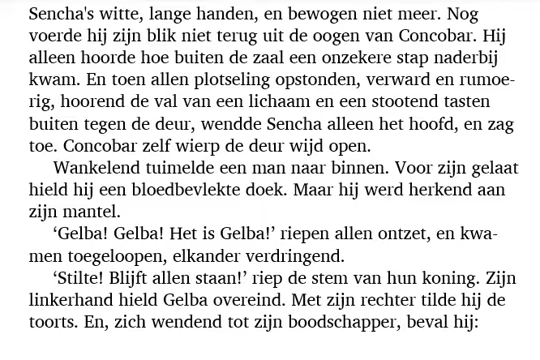 Sencha's witte, lange handen, en bewogen niet meer. Nog
voerde hij zijn blik niet terug uit de oogen van Concobar. Hij
alleen hoorde hoe buiten de zaal een onzekere stap naderbij
kwam. En toen allen plotseling opstonden, verward en rumoe-
rig, hoorend de val van een lichaam en een stootend tasten
buiten tegen de deur, wendde Sencha alleen het hoofd, en zag
toe. Concobar zelf wierp de deur wijd open.
Wankelend tuimelde een man naar binnen. Voor zijn gelaat
hield hij een bloedbevlekte doek. Maar hij werd herkend aan
zijn mantel.
‘Gelba! Gelba! Het is Gelba!’ riepen allen ontzet, en kwa-
men toegeloopen, elkander verdringend.
‘Stilte! Blijft allen staan!’ riep de stem van hun koning. Zijn
linkerhand hield Gelba overeind. Met zijn rechter tilde hij de
toorts. En, zich wendend tot zijn boodschapper, beval hij: